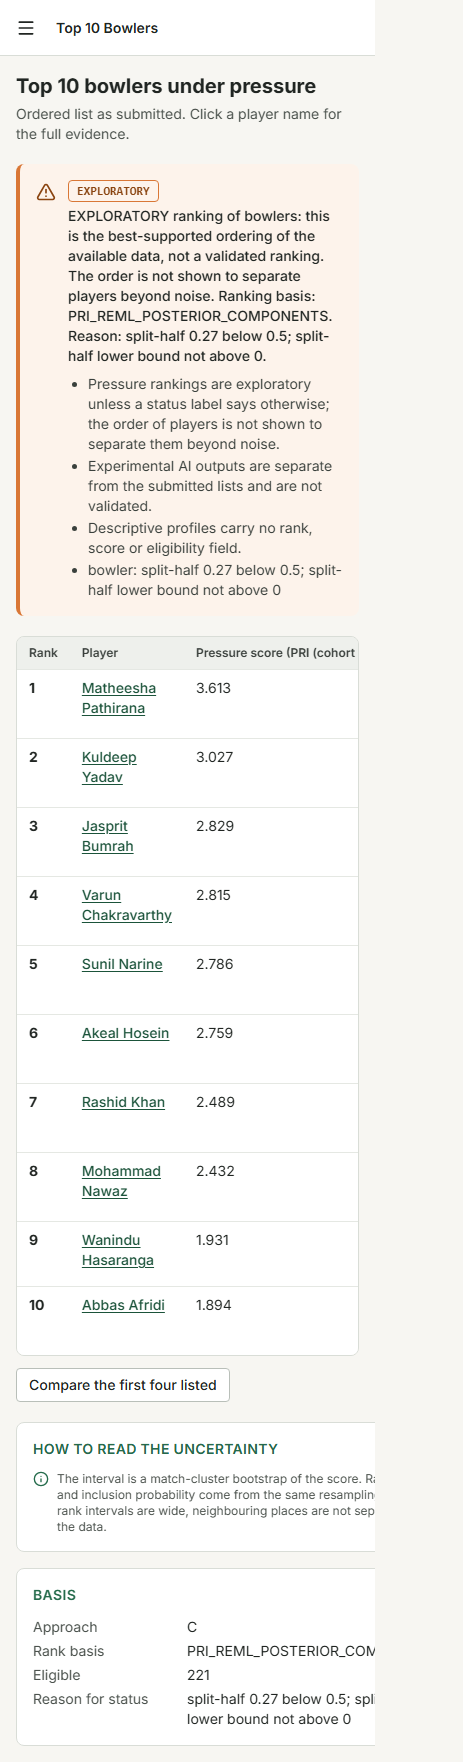 Top 10 Bowlers
Top 10 bowlers under pressure
Ordered list as submitted. Click a player name for
the full evidence.
EXPLORATORY
EXPLORATORY ranking of bowlers: this
is the best-supported ordering of the
available data, not a validated ranking.
The order is not shown to separate
players beyond noise. Ranking basis:
PRI_REML_POSTERIOR_COMPONENTS.
Reason: split-half 0.27 below 0.5; split-
half lower bound not above 0.
• Pressure rankings are exploratory
unless a status label says otherwise;
the order of players is not shown to
separate them beyond noise.
• Experimental AI outputs are separate
from the submitted lists and are not
validated.
• Descriptive profiles carry no rank,
score or eligibility field.
• bowler: split-half 0.27 below 0.5; split-
half lower bound not above 0
Rank Player Pressure score (PRI (cohort
1 Matheesha 3.613
Pathirana
2 Kuldeep 3.027
Yadav
3 Jasprit 2.829
Bumrah
4 Varun 2.815
Chakravarthy
5 Sunil Narine 2.786
6 Akeal Hosein 2.759
7 Rashid Khan 2.489
8 Mohammad 2.432
Nawaz
9 Wanindu 1.931
Hasaranga
10 Abbas Afridi 1.894
Compare the first four listed
HOW TO READ THE UNCERTAINTY
The interval is a match-cluster bootstrap of the score.
and inclusion probability come from the same
rank intervals are wide, neighbouring places are not
the data.
BASIS
Approach C
Rank basis PRI_REML_POSTERIOR_COM
Eligible 221
Reason for status split-half 0.27 below 0.5;
lower bound not above 0